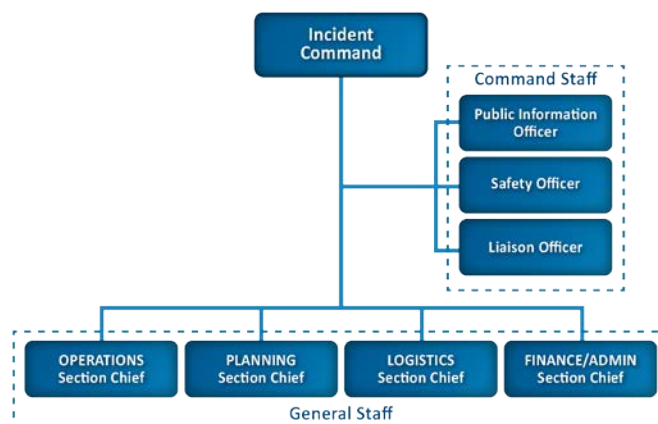 Incident
Command
Command Staff
Public Information
Officer
Safety Officer
Liaison Officer
OPERATIONS
Section Chief
PLANNING
Section Chief
LOGISTICS
Section Chief
FINANCE/ADMIN
Section Chief
General Staff